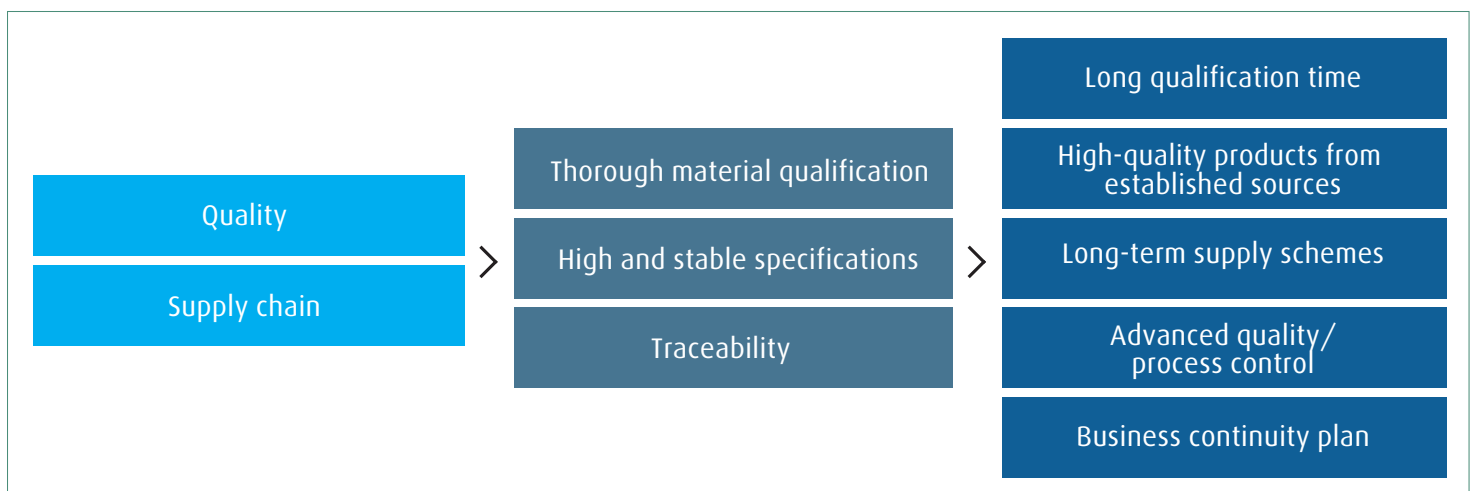 Quality
Supply chain
Thorough material qualification
High and stable specifications
Traceability
Long qualification time
High-quality products from
established sources
Long-term supply schemes
Advanced quality/
process control
Business continuity plan